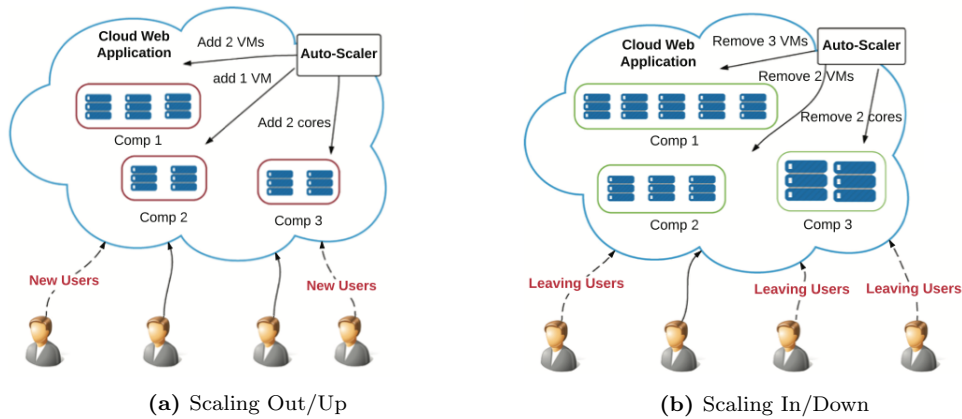 Cloud Web
Application
Add 2 VMs
Auto-Scaler
add 1 VM
Add 2 cores
Comp 1
Comp 2
Comp 3
New Users
New Users
(a) Scaling Out/Up
Cloud Web
Application
Remove 3 VMs
Auto-Scaler
Remove 2 VMs
Remove 2 cores
Comp 1
Comp 2
Comp 3
Leaving Users
Leaving Users
Leaving Users
(b) Scaling In/Down